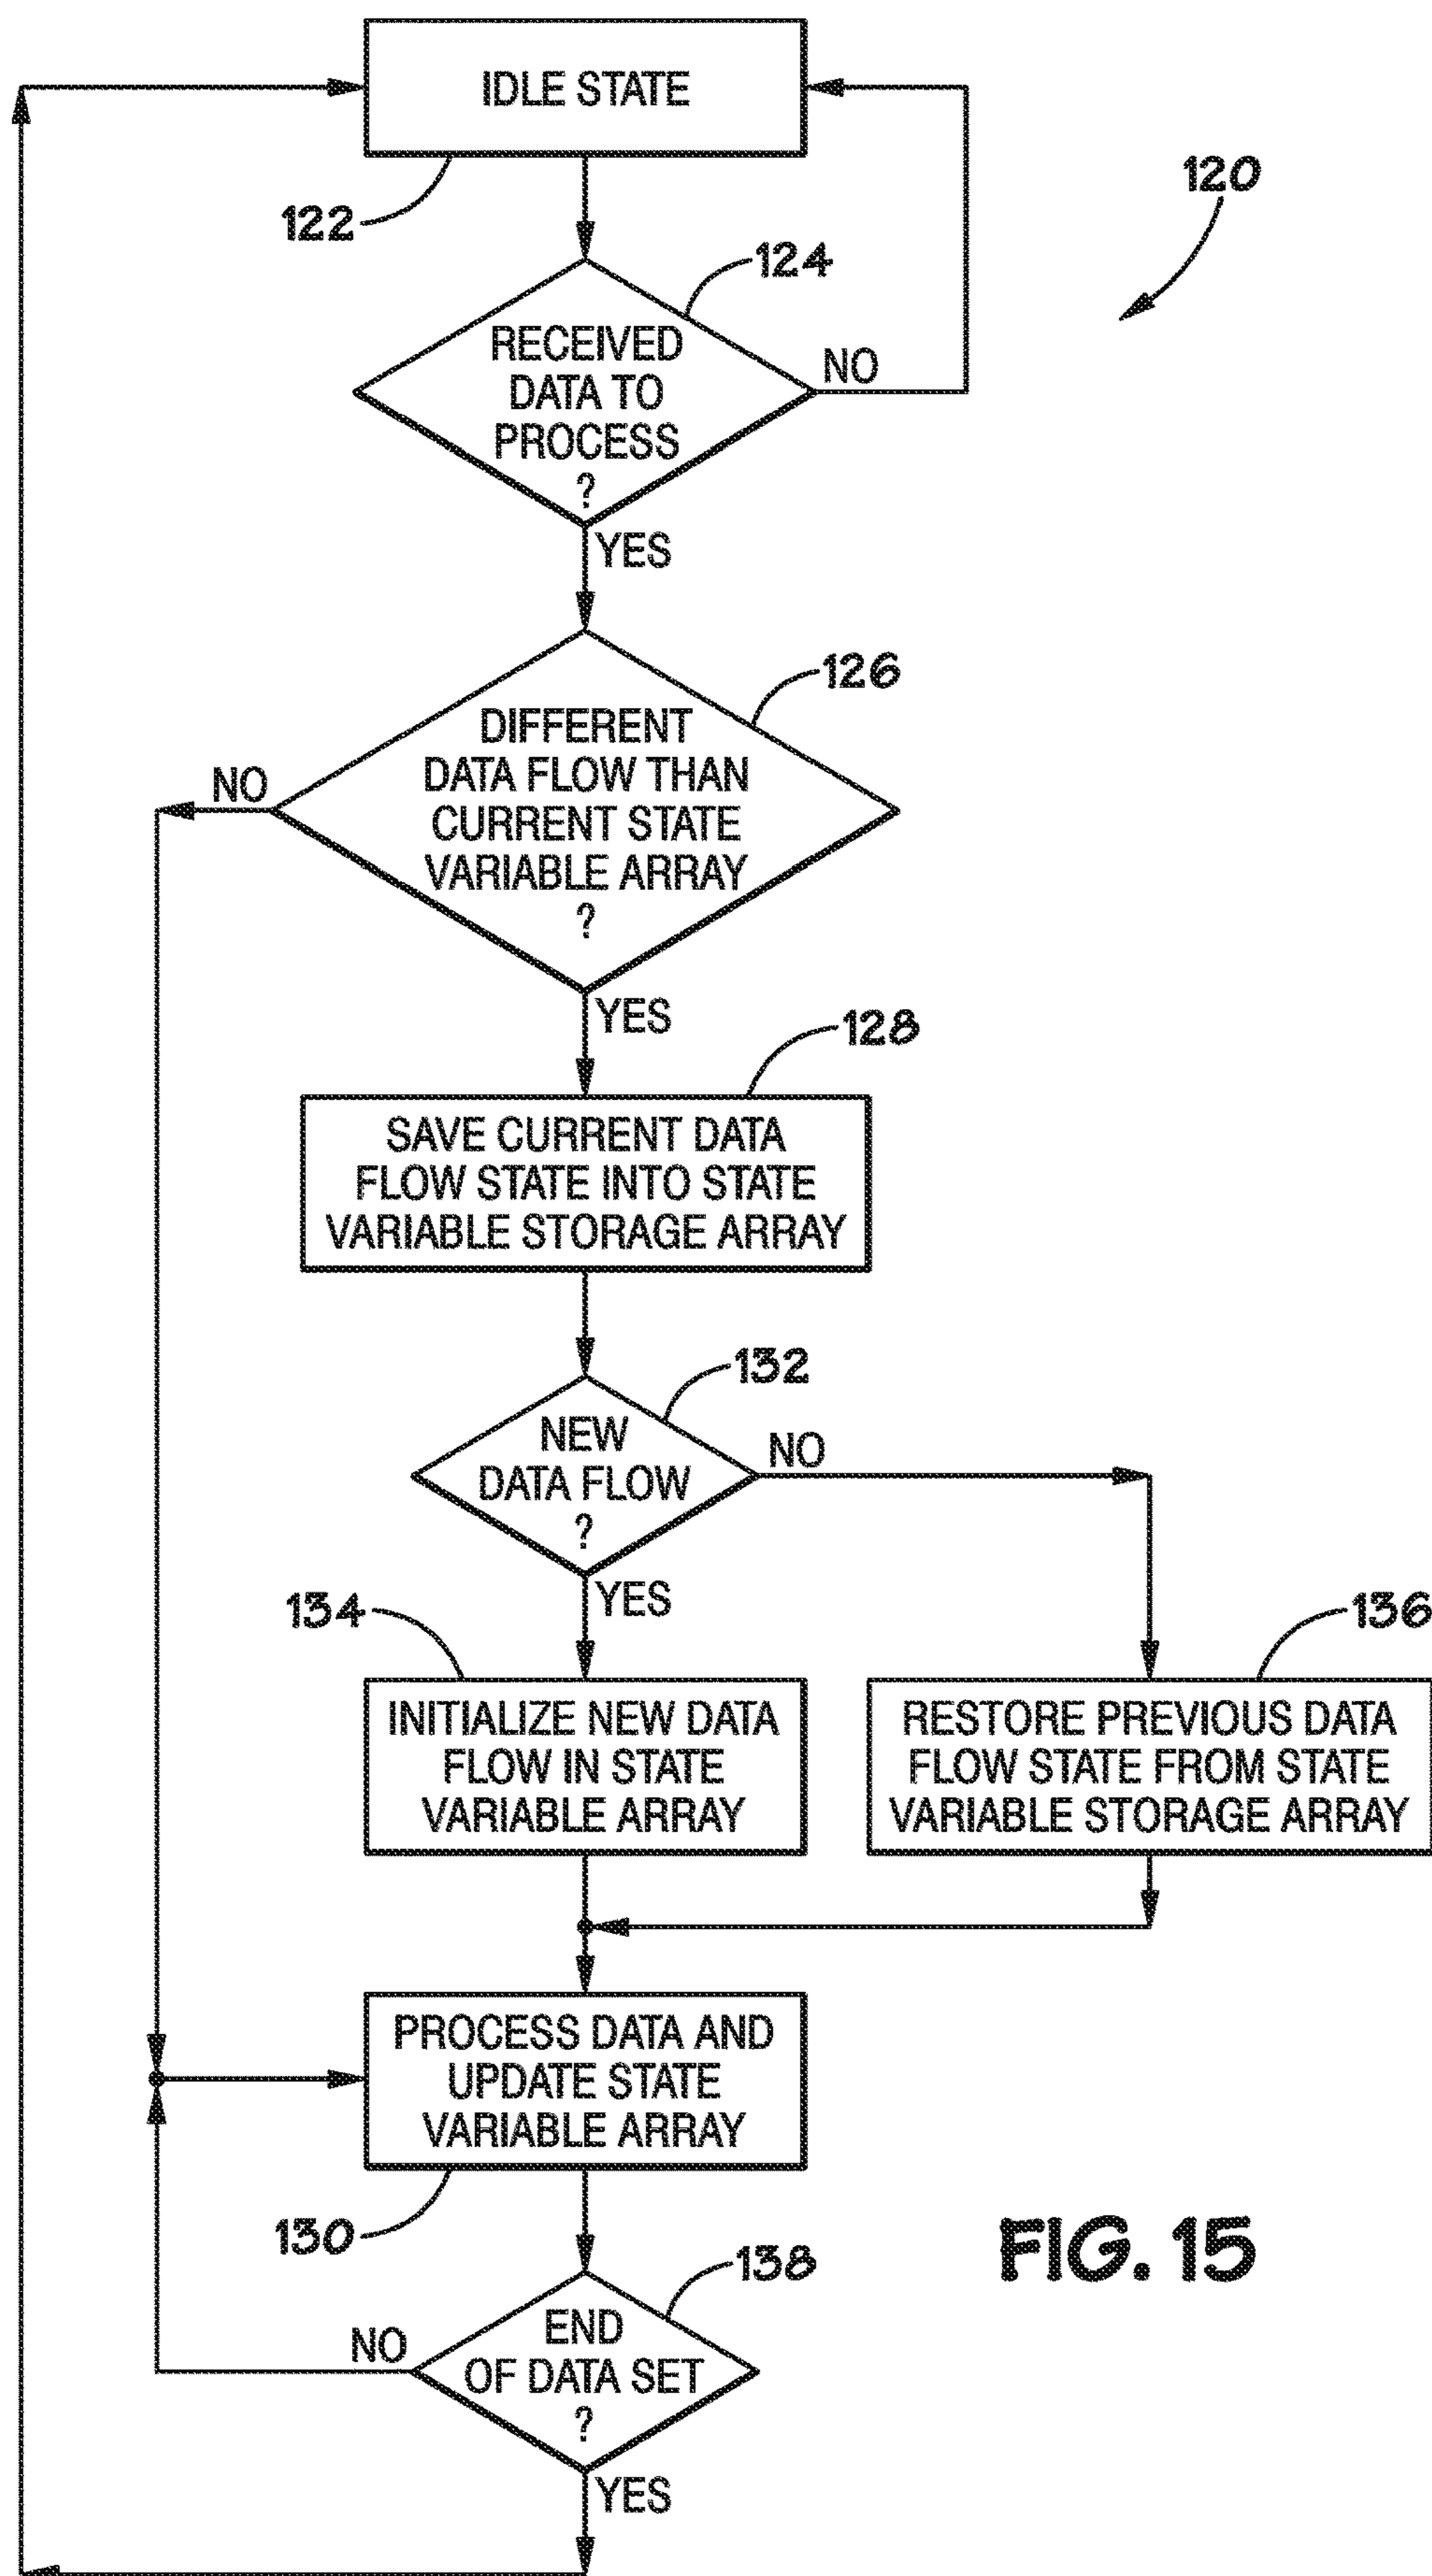 IDLE STATE
122
120
124
RECEIVED
DATA TO
PROCESS
?
NO
YES
126
DIFFERENT
DATA FLOW THAN
CURRENT STATE
VARIABLE ARRAY
?
NO
YES
128
SAVE CURRENT DATA
FLOW STATE INTO STATE
VARIABLE STORAGE ARRAY
132
NEW
DATA FLOW
?
NO
YES
134
INITIALIZE NEW DATA
FLOW IN STATE
VARIABLE ARRAY
136
RESTORE PREVIOUS DATA
FLOW STATE FROM STATE
VARIABLE STORAGE ARRAY
PROCESS DATA AND
UPDATE STATE
VARIABLE ARRAY
130
138
END
OF DATA SET
?
NO
YES
FIG. 15